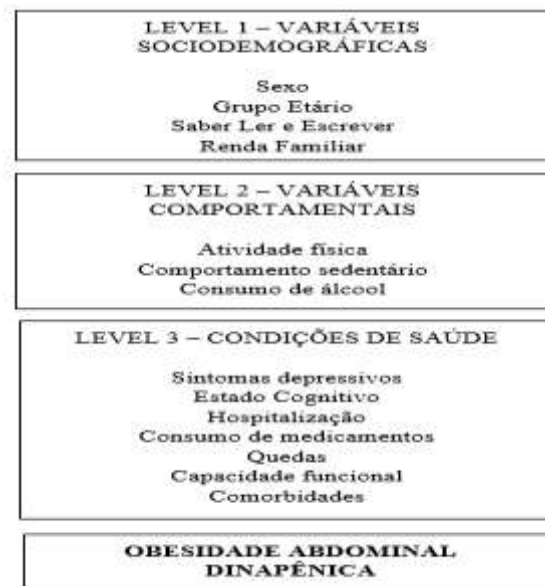 LEVEL 1 – VARIÁVEIS
SOCIODEMOGRÁFICAS
Sexo
Grupo Etário
Saber Ler e Escrever
Renda Familiar
LEVEL 2 – VARIÁVEIS
COMPORTAMENTAIS
Atividade física
Comportamento sedentário
Consumo de álcool
LEVEL 3 – CONDIÇÕES DE SAÚDE
Sintomas depressivos
Estado Cognitivo
Hospitalização
Consumo de medicamentos
Quedas
Capacidade funcional
Comorbidades
OBESIDADE ABDOMINAL
DINAPÊNICA